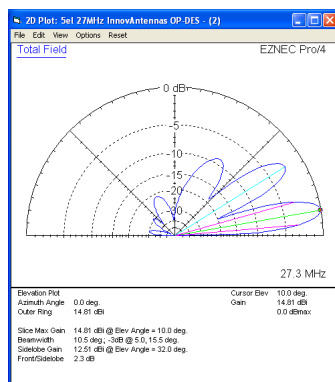 2D Plot: 5el 27MHz InnovAntennas OP-DES - (2)
File Edit View Options Reset
Total Field
EZNEC Pro/4
0 dB
-5
-10
-15
-20
-30
27.3 MHz
Elevation Plot
Azimuth Angle 0.0 deg.
Outer Ring 14.81 dBi
Cursor Elev 10.0 deg.
Gain 14.81 dBi
0.0 dBmax
Slice Max Gain 14.81 dBi @ Elev Angle = 10.0 deg.
Beamwidth 10.5 deg.; -3dB @ 5.0, 15.5 deg.
Sidelobe Gain 12.51 dBi @ Elev Angle = 32.0 deg.
Front/Sidelobe 2.3 dB